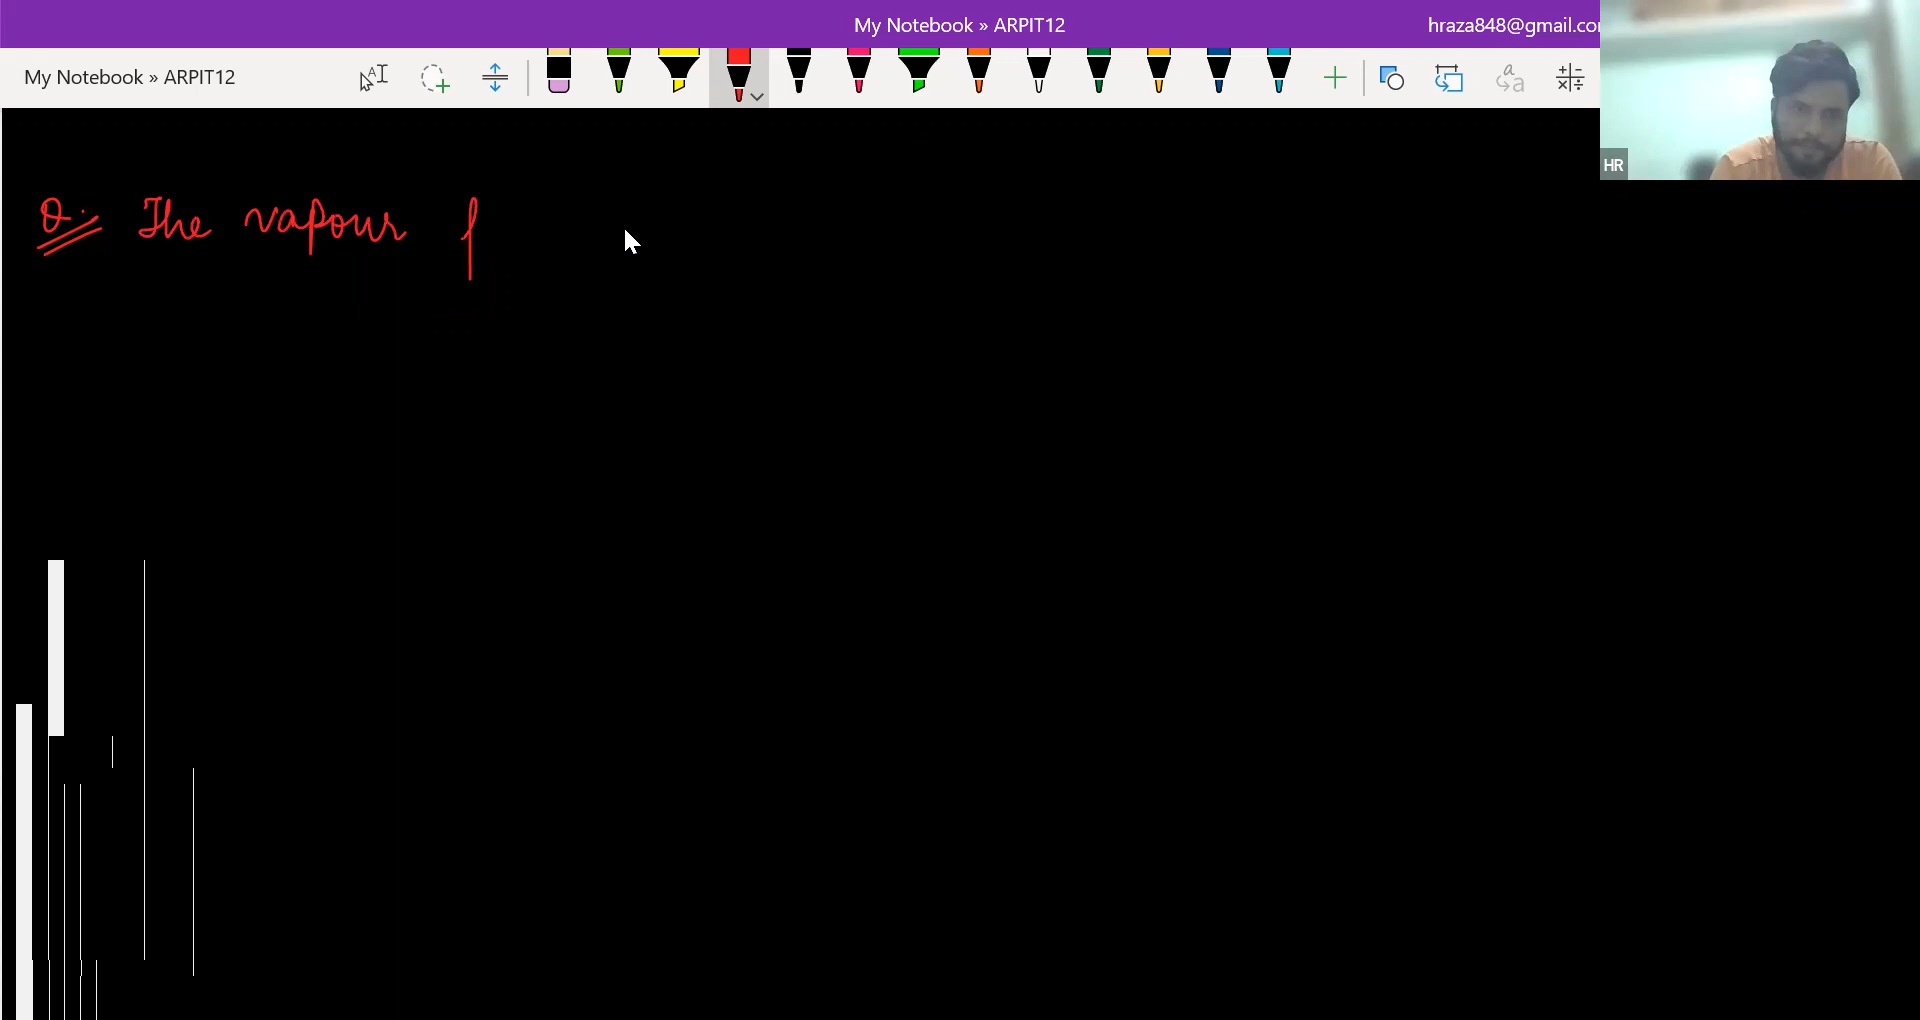 My Notebook » ARPIT12
hraza848@gmail.co
My Notebook » ARPIT12
HR
Q:- The vapour p